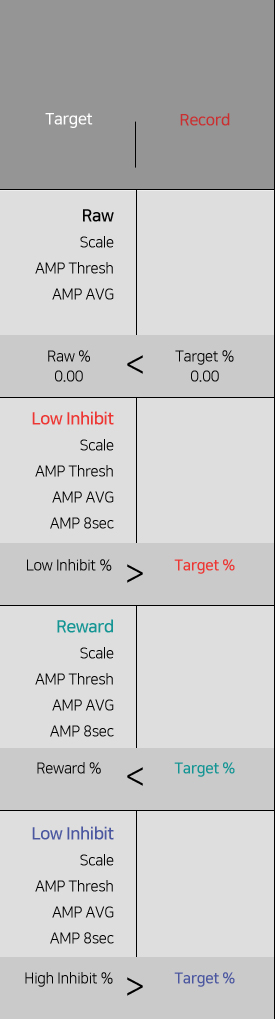 Target Record
Raw
Scale
AMP Thresh
AMP AVG
Raw % < Target %
0.00 0.00
Low Inhibit
Scale
AMP Thresh
AMP AVG
AMP 8sec
Low Inhibit % > Target %
Reward
Scale
AMP Thresh
AMP AVG
AMP 8sec
Reward % < Target %
Low Inhibit
Scale
AMP Thresh
AMP AVG
AMP 8sec
High Inhibit % > Target %